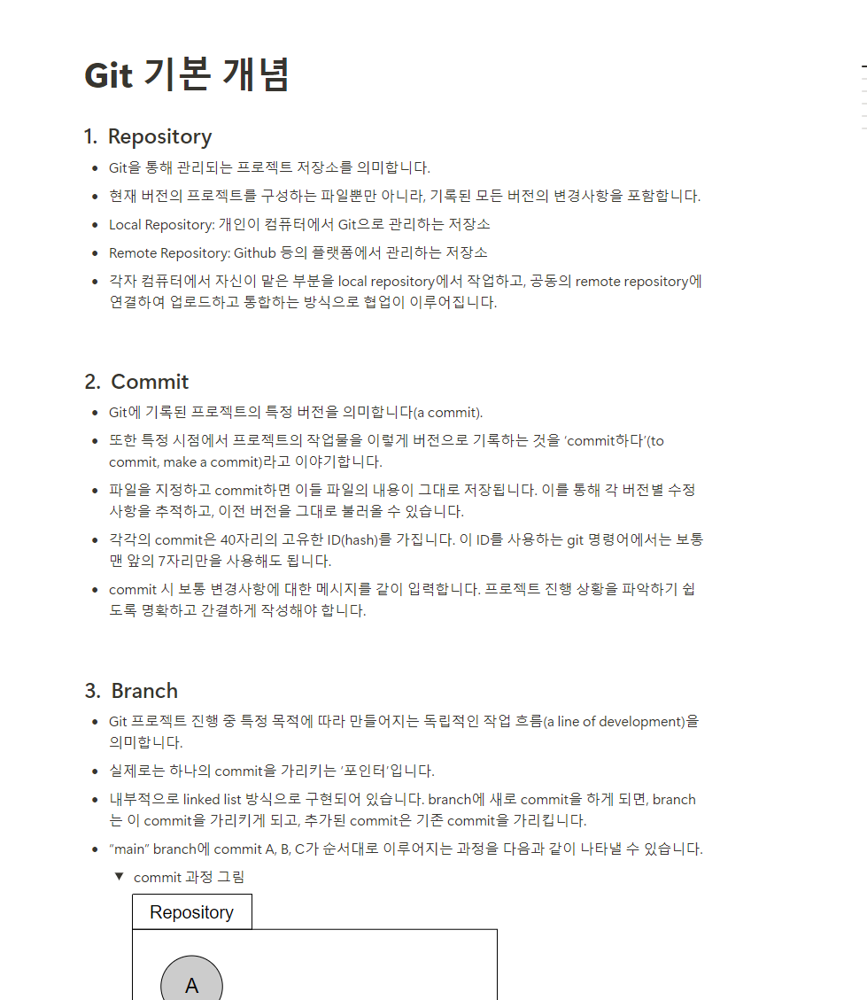 Git 기본 개념
1. Repository
• Git을 통해 관리되는 프로젝트 저장소를 의미합니다.
• 현재 버전의 프로젝트를 구성하는 파일뿐만 아니라, 기록된 모든 버전의 변경사항을 포함합니다.
• Local Repository: 개인이 컴퓨터에서 Git으로 관리하는 저장소
• Remote Repository: Github 등의 플랫폼에서 관리하는 저장소
• 각자 컴퓨터에서 자신이 맡은 부분을 local repository에서 작업하고, 공동의 remote repository에
연결하여 업로드하고 통합하는 방식으로 협업이 이루어집니다.
2. Commit
• Git에 기록된 프로젝트의 특정 버전을 의미합니다(a commit).
• 또한 특정 시점에서 프로젝트의 작업물을 이렇게 버전으로 기록하는 것을 ‘commit하다’(to
commit, make a commit)라고 이야기합니다.
• 파일을 지정하고 commit하면 이들 파일의 내용이 그대로 저장됩니다. 이를 통해 각 버전별 수정
사항을 추적하고, 이전 버전을 그대로 불러올 수 있습니다.
• 각각의 commit은 40자리의 고유한 ID(hash)를 가집니다. 이 ID를 사용하는 git 명령어에서는 보통
맨 앞의 7자리만을 사용해도 됩니다.
• commit 시 보통 변경사항에 대한 메시지를 같이 입력합니다. 프로젝트 진행 상황을 파악하기 쉽
도록 명확하고 간결하게 작성해야 합니다.
3. Branch
• Git 프로젝트 진행 중 특정 목적에 따라 만들어지는 독립적인 작업 흐름(a line of development)을
의미합니다.
• 실제로는 하나의 commit을 가리키는 ‘포인터’입니다.
• 내부적으로 linked list 방식으로 구현되어 있습니다. branch에 새로 commit을 하게 되면, branch
는 이 commit을 가리키게 되고, 추가된 commit은 기존 commit을 가리킵니다.
• “main” branch에 commit A, B, C가 순서대로 이루어지는 과정을 다음과 같이 나타낼 수 있습니다.
▼ commit 과정 그림
Repository
A